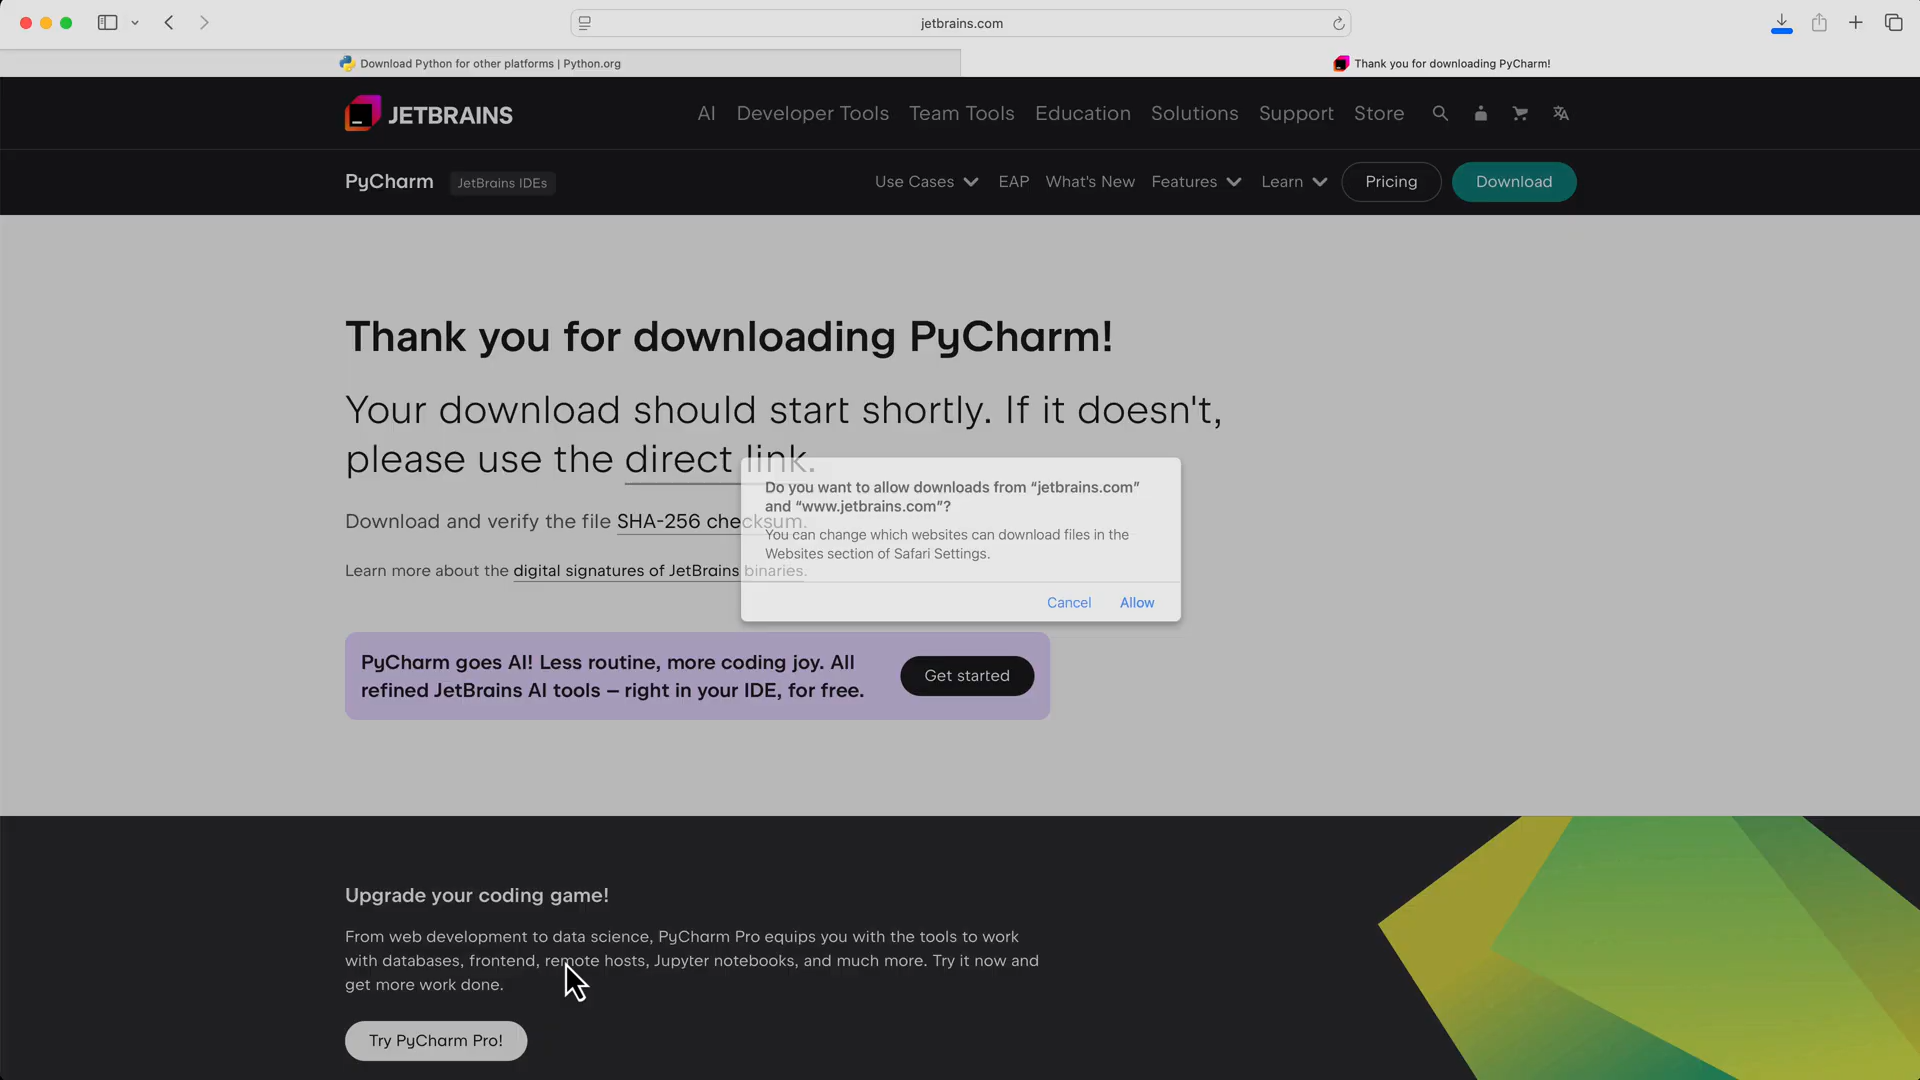 jetbrains.com
Download Python for other platforms | Python.org
Thank you for downloading PyCharm!
JETBRAINS
AI Developer Tools Team Tools Education Solutions Support Store
PyCharm JetBrains IDEs Use Cases EAP What's New Features Learn Pricing Download
Thank you for downloading PyCharm!
Your download should start shortly. If it doesn't,
please use the direct link.
Download and verify the file SHA-256 checksum.
Learn more about the digital signatures of JetBrains binaries.
Do you want to allow downloads from “jetbrains.com”
and “www.jetbrains.com”?
You can change which websites can download files in the
Websites section of Safari Settings.
Cancel Allow
PyCharm goes AI! Less routine, more coding joy. All
refined JetBrains AI tools – right in your IDE, for free.
Get started
Upgrade your coding game!
From web development to data science, PyCharm Pro equips you with the tools to work
with databases, frontend, remote hosts, Jupyter notebooks, and much more. Try it now and
get more work done.
Try PyCharm Pro!